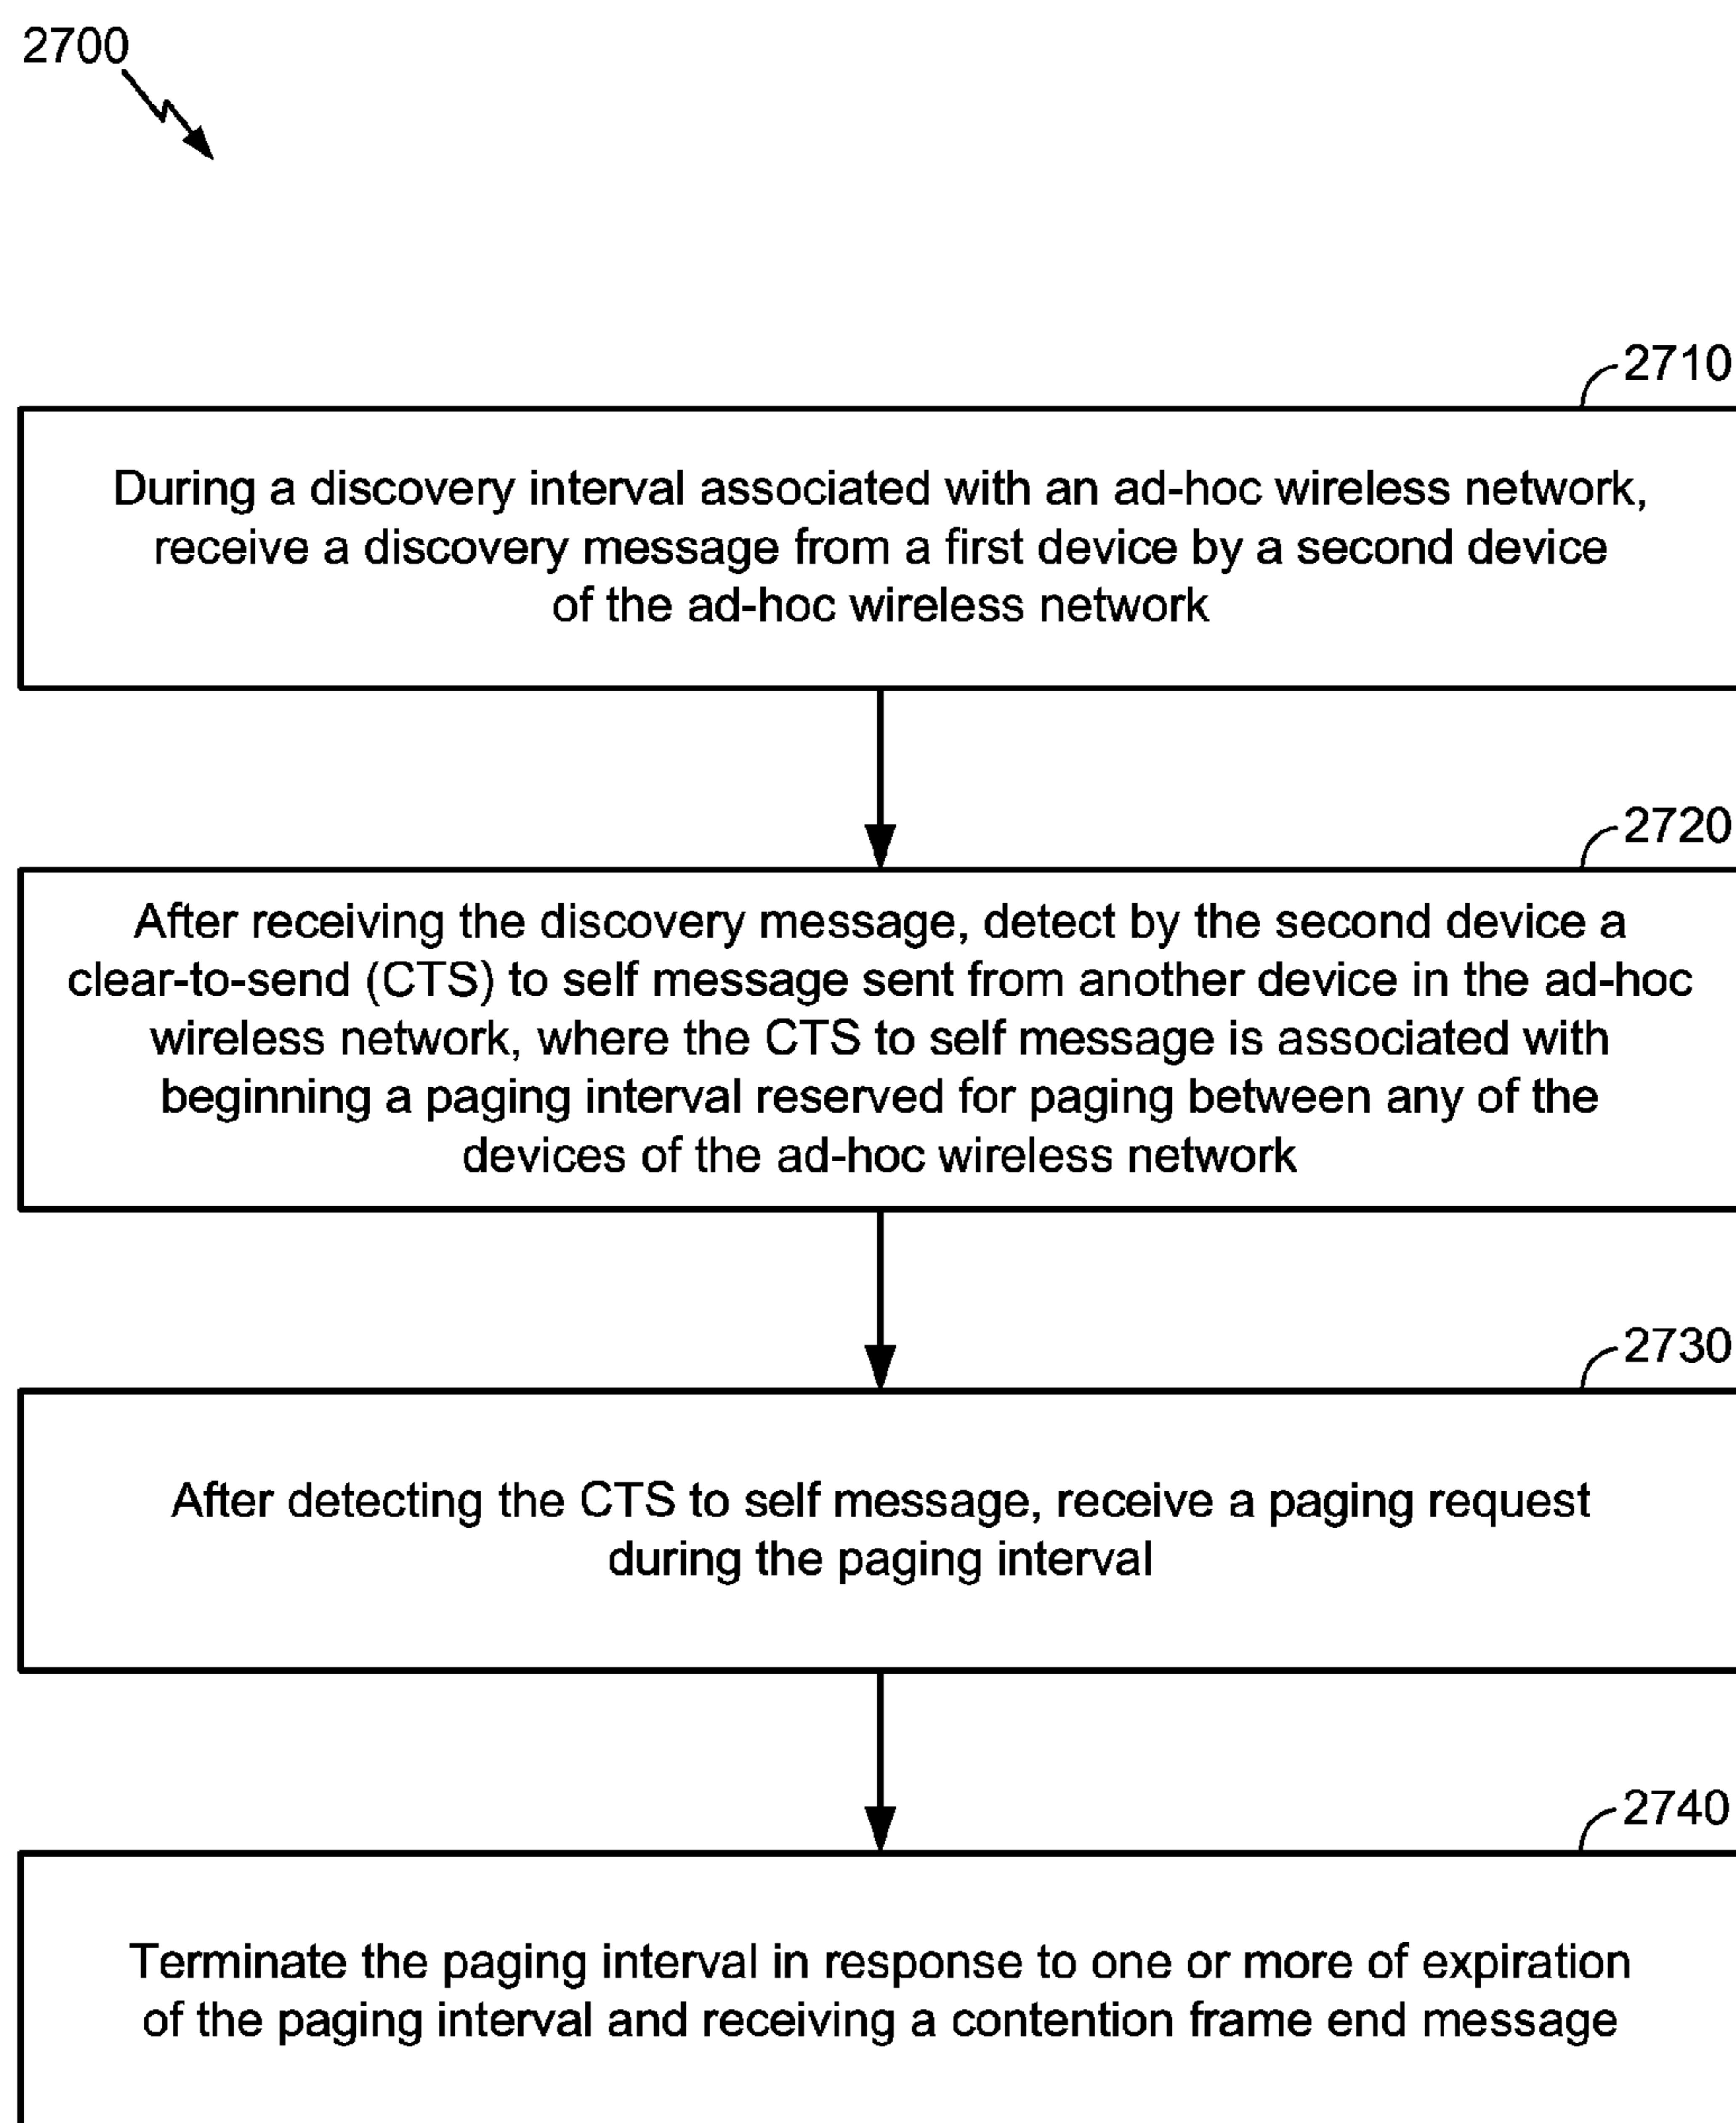 2700
2710
During a discovery interval associated with an ad-hoc wireless network,
receive a discovery message from a first device by a second device
of the ad-hoc wireless network
2720
After receiving the discovery message, detect by the second device a
clear-to-send (CTS) to self message sent from another device in the ad-hoc
wireless network, where the CTS to self message is associated with
beginning a paging interval reserved for paging between any of the
devices of the ad-hoc wireless network
2730
After detecting the CTS to self message, receive a paging request
during the paging interval
2740
Terminate the paging interval in response to one or more of expiration
of the paging interval and receiving a contention frame end message